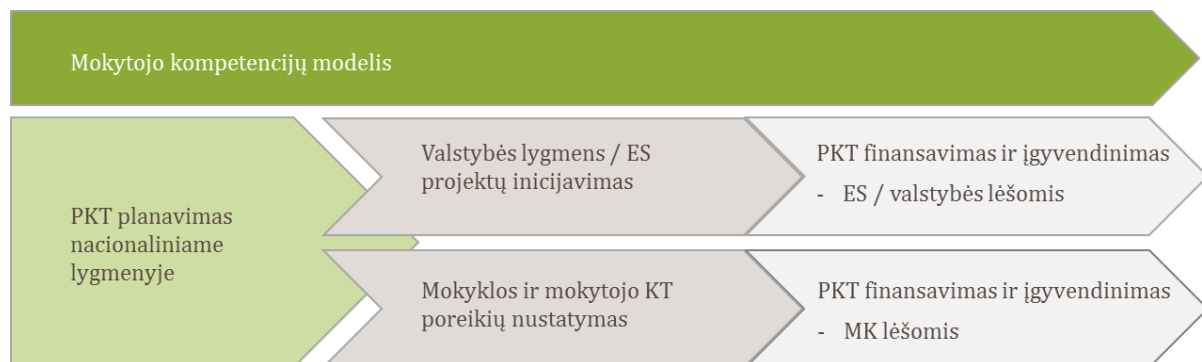 Mokytojo kompetencijų modelis
PKT planavimas
nacionaliniame
lygmenyje
Valstybės lygmens / ES
projektų inicijavimas
PKT finansavimas ir įgyvendinimas
- ES / valstybės lėšomis
Mokyklos ir mokytojo KT
poreikių nustatymas
PKT finansavimas ir įgyvendinimas
- MK lėšomis